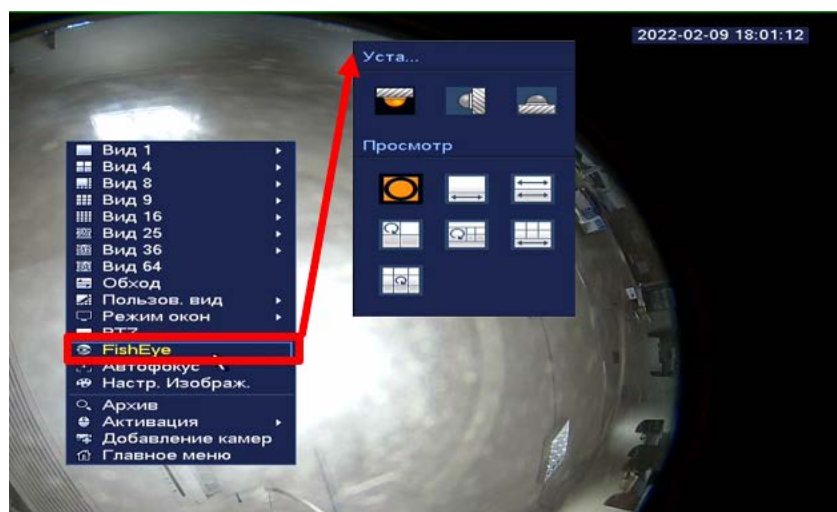 2022-02-09 18:01:12
Уста...
Просмотр
Вид 1
Вид 4
Вид 8
Вид 9
Вид 16
Вид 25
Вид 36
Вид 64
Обход
Пользов. вид
Режим окон
PTZ
FishEye
Автофокус
Настр. Изображ.
Архив
Активация
Добавление камер
Главное меню